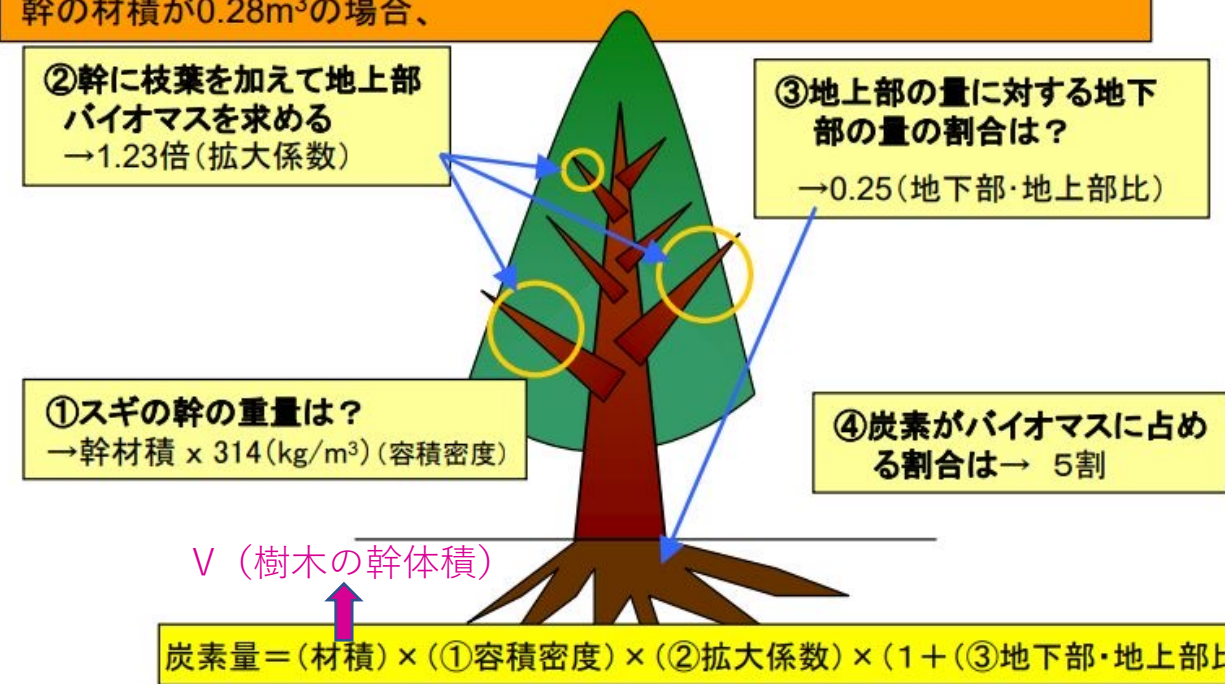 幹の材積が0.28m³の場合、
②幹に枝葉を加えて地上部
バイオマスを求める
→1.23倍(拡大係数)
③地上部の量に対する地下
部の量の割合は？
→0.25(地下部・地上部比)
①スギの幹の重量は？
→幹材積 x 314(kg/m³)(容積密度)
④炭素がバイオマスに占め
る割合は→ 5割
V（樹木の幹体積）
炭素量＝(材積)×(①容積密度)×(②拡大係数)×(1＋(③地下部・地上部比